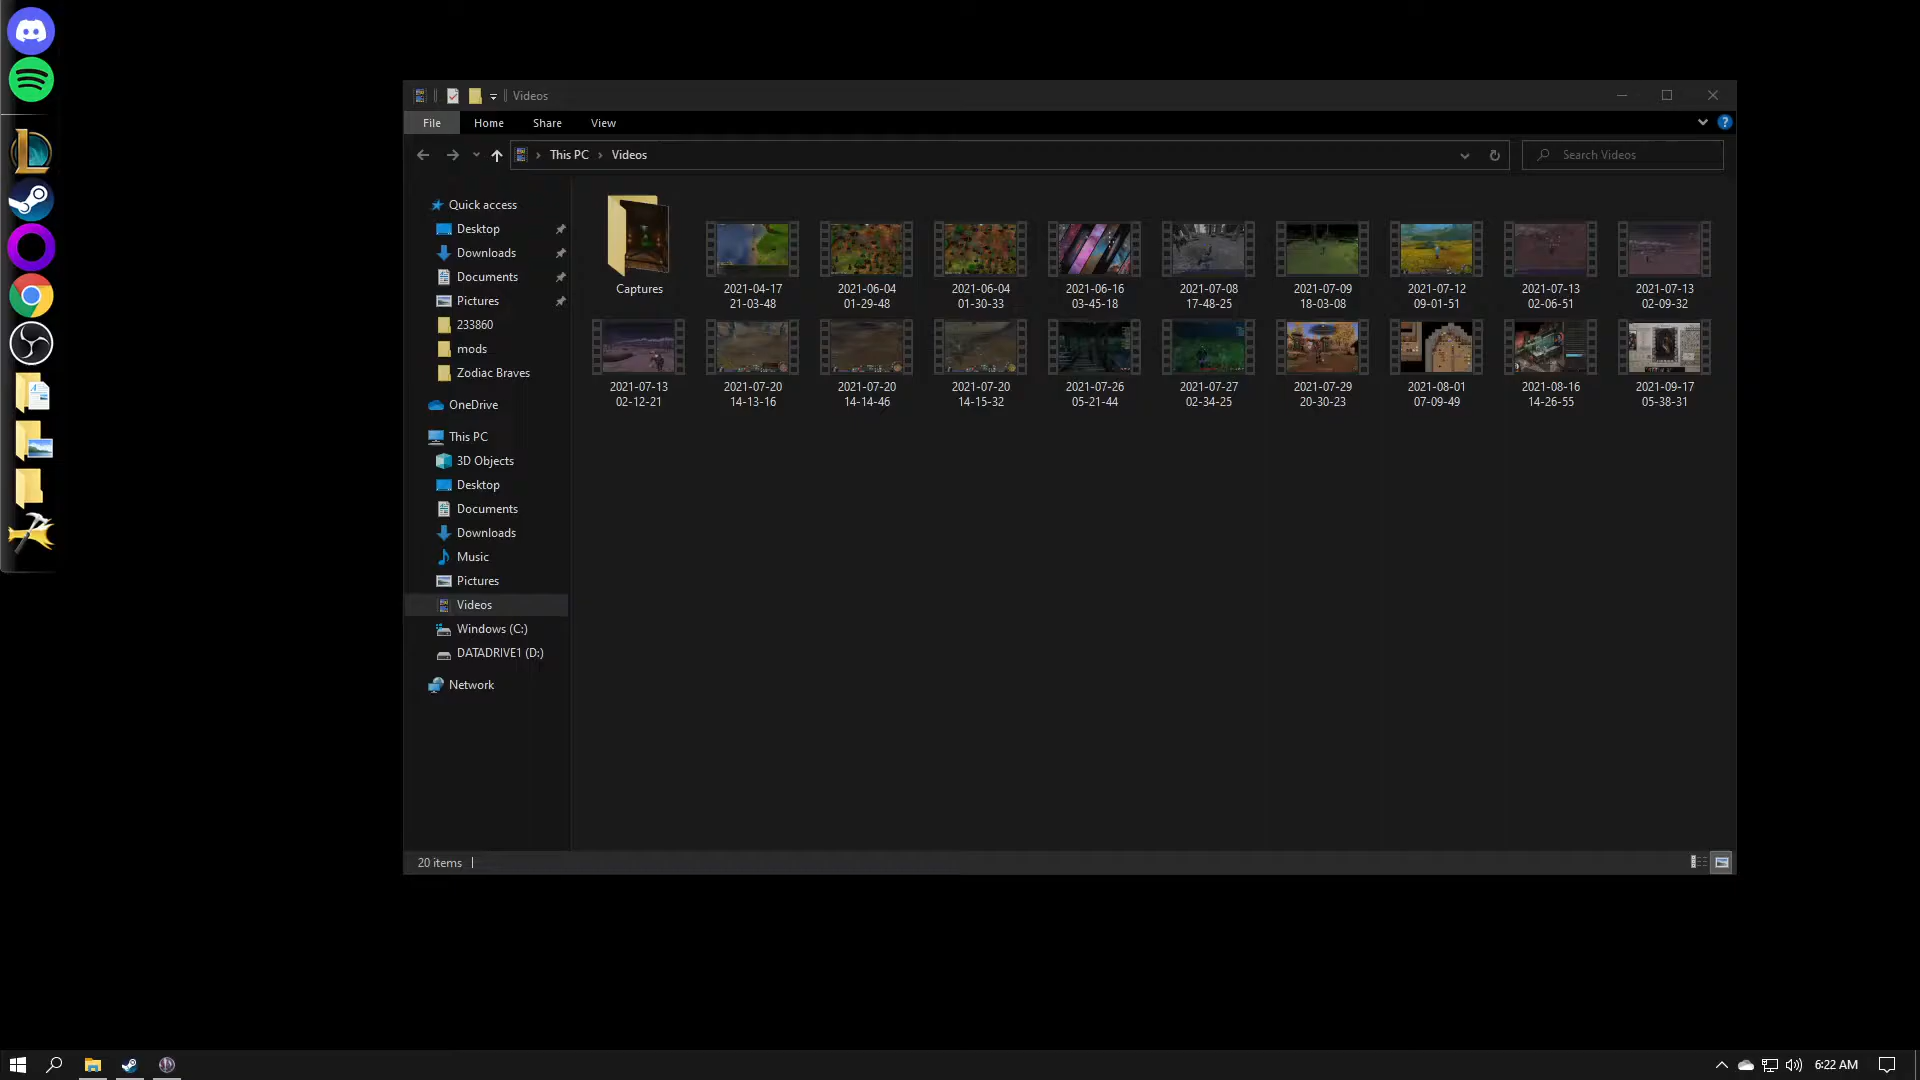 Videos
File Home Share View
This PC Videos
Search Videos
Quick access
Desktop
Downloads
Documents
Pictures
233860
mods
Zodiac Braves
OneDrive
This PC
3D Objects
Desktop
Documents
Downloads
Music
Pictures
Videos
Windows (C:)
DATADRIVE1 (D:)
Network
Captures
2021-04-17
21-03-48
2021-06-04
01-29-48
2021-06-04
01-30-33
2021-06-16
03-45-18
2021-07-08
17-48-25
2021-07-09
18-03-08
2021-07-12
09-01-51
2021-07-13
02-06-51
2021-07-13
02-09-32
2021-07-13
02-12-21
2021-07-20
14-13-16
2021-07-20
14-14-46
2021-07-20
14-15-32
2021-07-26
05-21-44
2021-07-27
02-34-25
2021-07-29
20-30-23
2021-08-01
07-09-49
2021-08-16
14-26-55
2021-09-17
05-38-31
20 items
6:22 AM